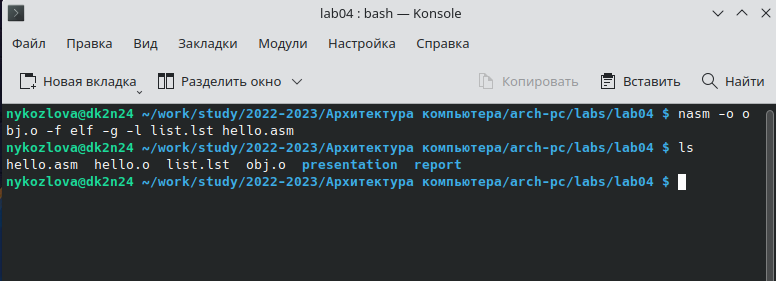 lab04 : bash — Konsole
Файл Правка Вид Закладки Модули Настройка Справка
Новая вкладка Разделить окно Копировать Вставить Найти
nykozlova@dk2n24 ~/work/study/2022-2023/Архитектура компьютера/arch-pc/labs/lab04 $ nasm -o o
bj.o -f elf -g -l list.lst hello.asm
nykozlova@dk2n24 ~/work/study/2022-2023/Архитектура компьютера/arch-pc/labs/lab04 $ ls
hello.asm hello.o list.lst obj.o presentation report
nykozlova@dk2n24 ~/work/study/2022-2023/Архитектура компьютера/arch-pc/labs/lab04 $